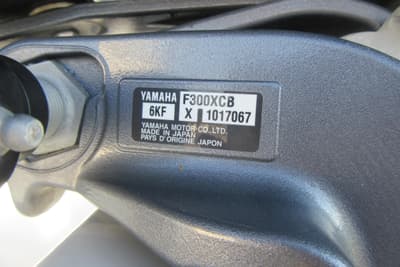 YAMAHA F300XCB
6KF X 1017067
YAMAHA MOTOR CO.,LTD.
MADE IN JAPAN
PAYS D'ORIGINE JAPON